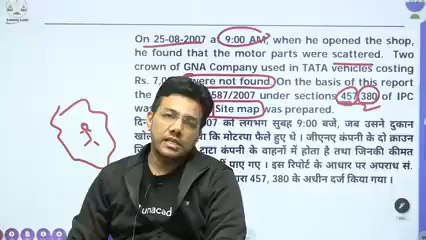 On 25-08-2007 a 9:00 AM, when he opened the shop,
he found that the motor parts were scattered. Two
crown of GNA Company used in TATA vehicles costing
Rs. 7,0 were not found On the basis of this report
the 587/2007 under sections 457, 380 of IPC
was Site map was prepared.
दि 07 को लगभग सुबह 9:00 बजे, जब उसने दुकान
खोल कि मोटरपा फैले हुए थे । जीएनए कंपनी के दो क्राउन
टाटा कंपनी के वाहनों में होता है तथा जिनकी कीमत
हीं पाए गए । इस रिपोर्ट के आधार पर अपराध सं.
ारा 457, 380 के अधीन दर्ज किया गया ।
unacad